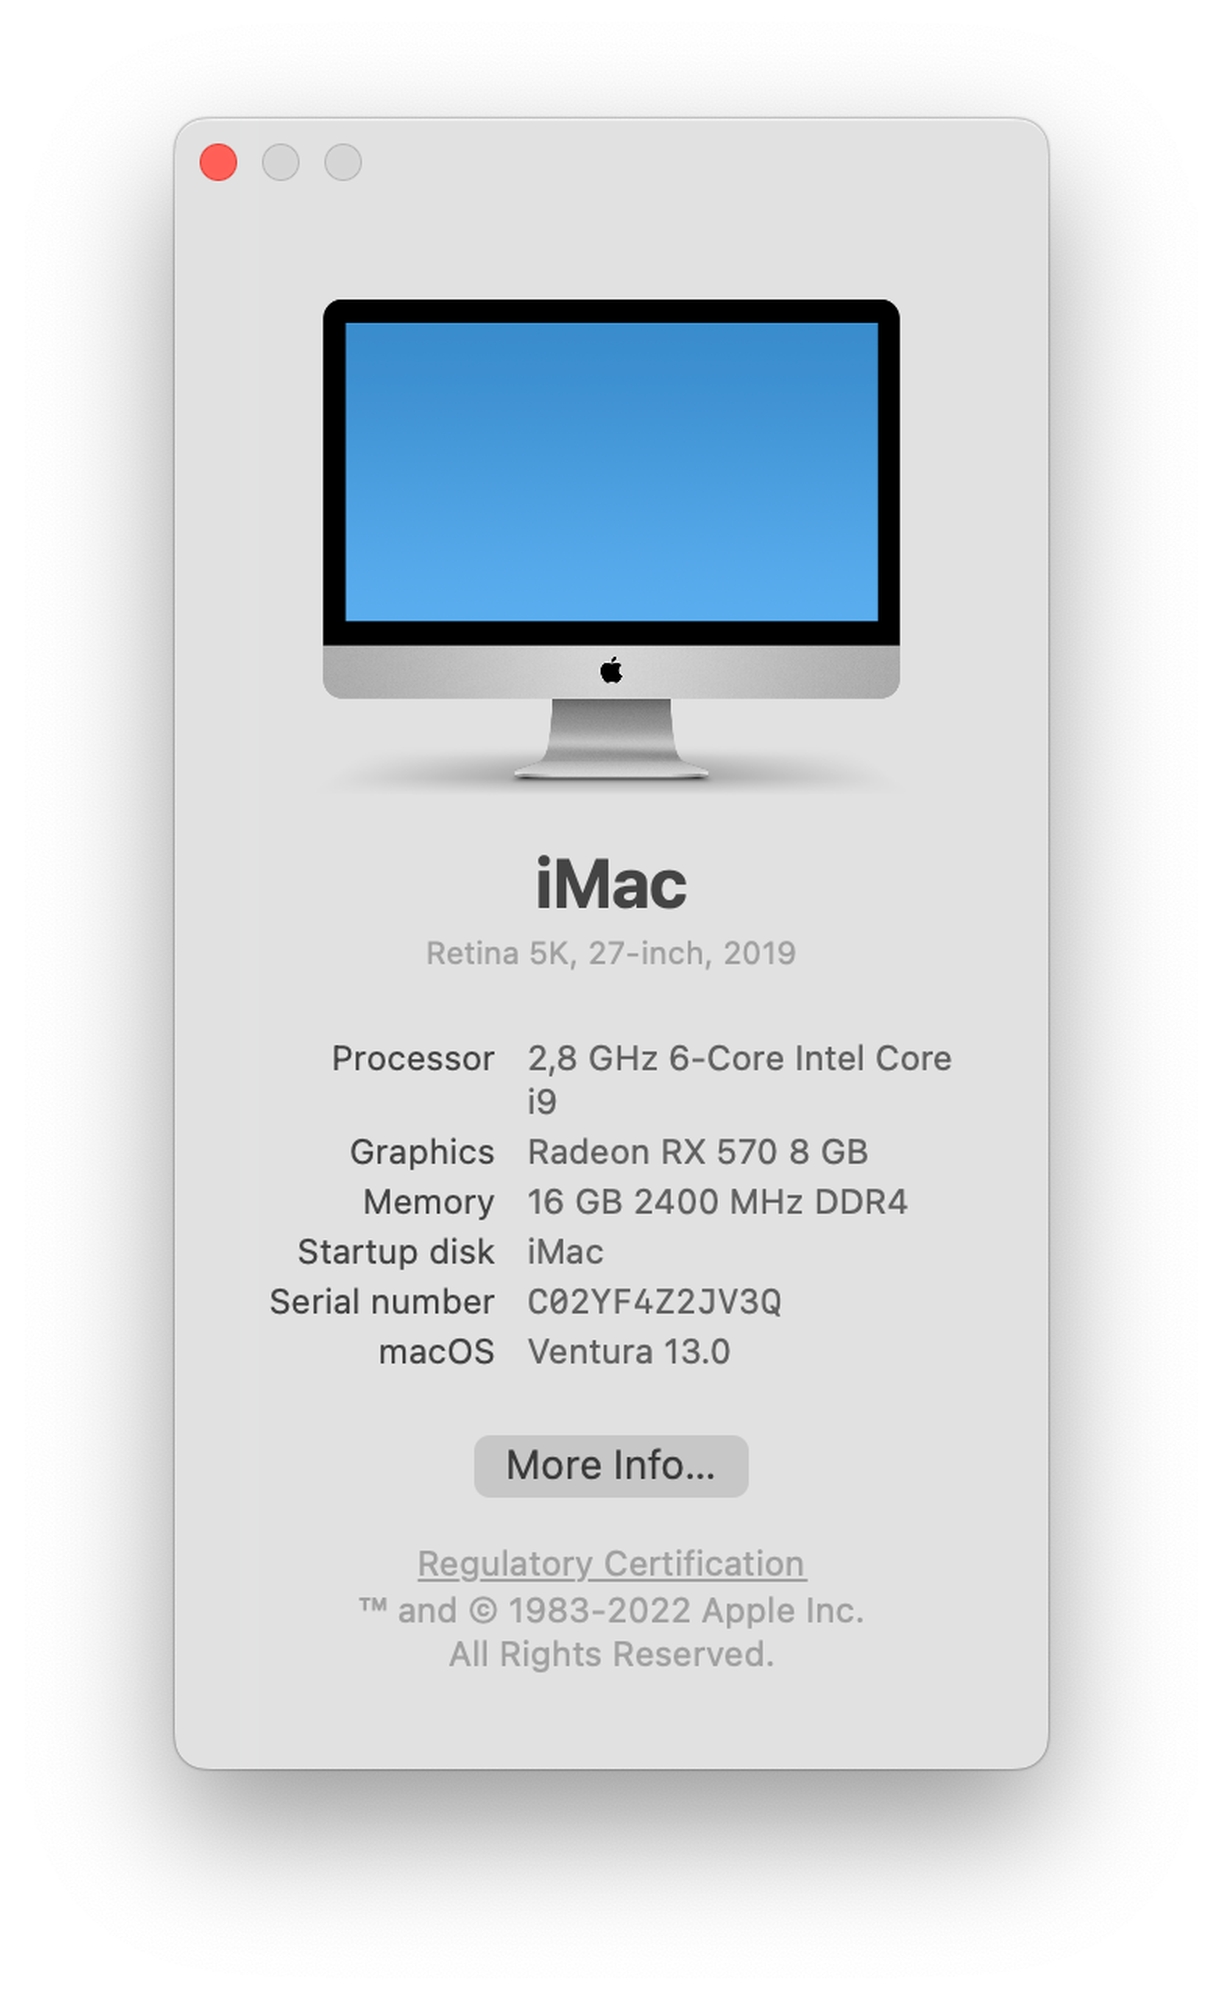 iMac
Retina 5K, 27-inch, 2019
Processor 2,8 GHz 6-Core Intel Core
i9
Graphics Radeon RX 570 8 GB
Memory 16 GB 2400 MHz DDR4
Startup disk iMac
Serial number C02YF4Z2JV3Q
macOS Ventura 13.0
More Info...
Regulatory Certification
™ and © 1983-2022 Apple Inc.
All Rights Reserved.